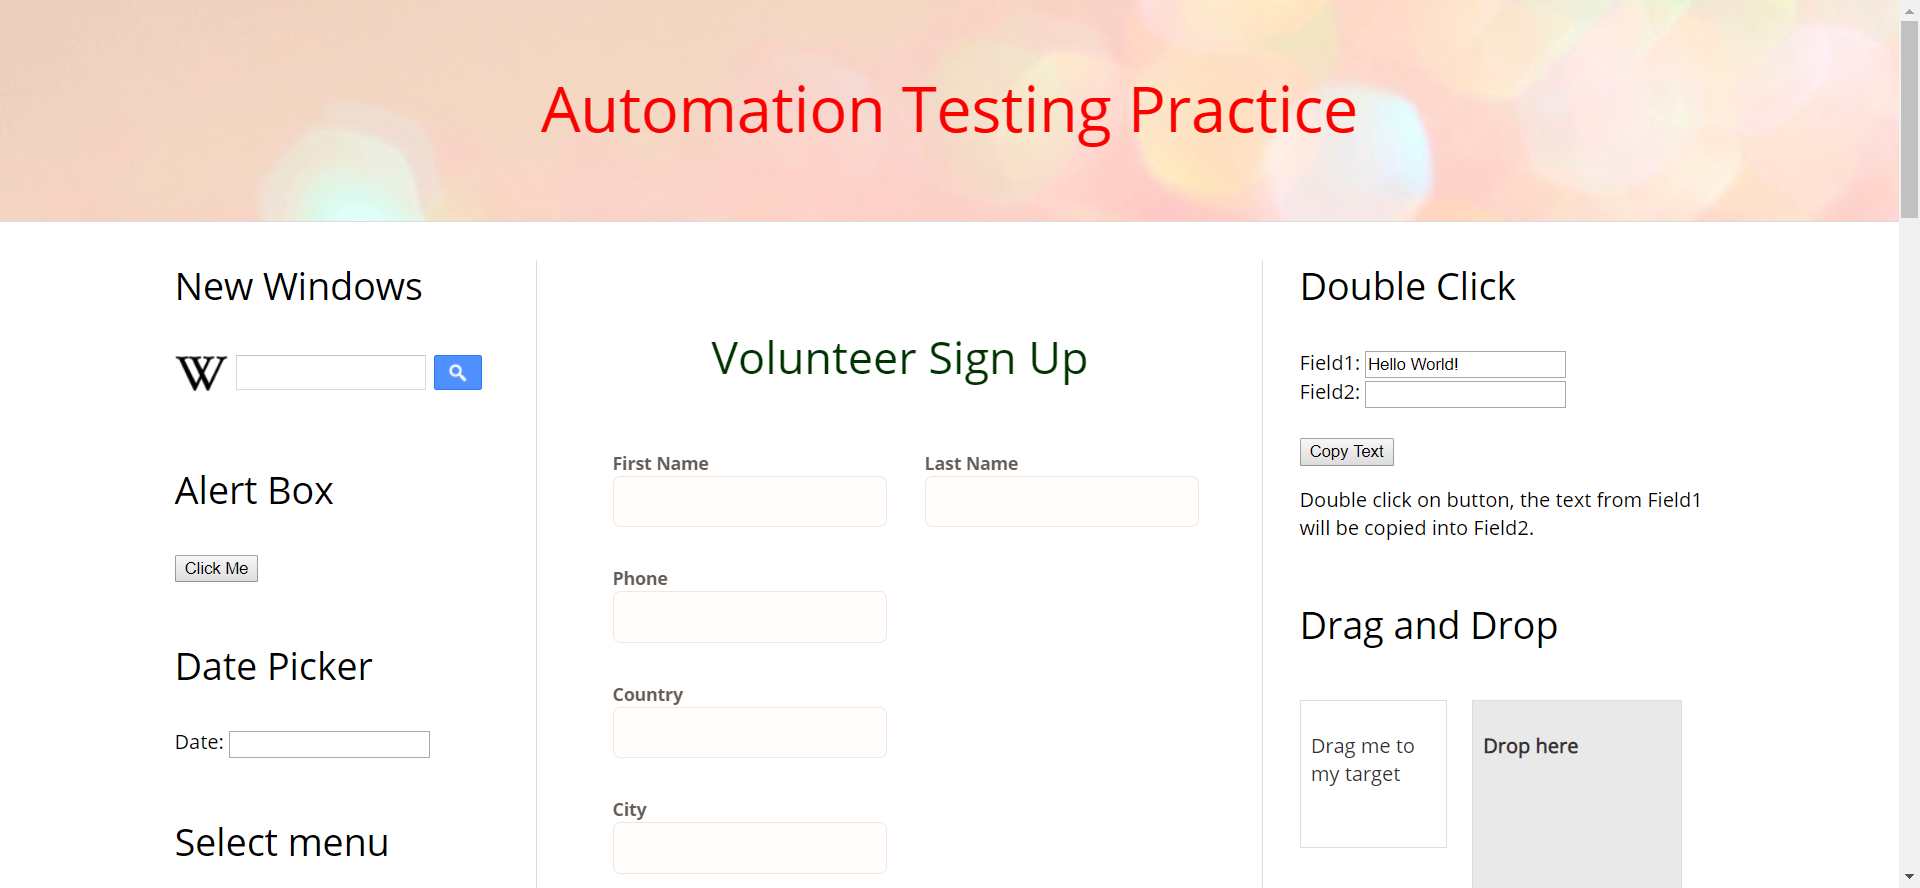 Automation Testing Practice
New Windows
W
Alert Box
Click Me
Date Picker
Date:
Select menu
Volunteer Sign Up
First Name
Last Name
Phone
Country
City
Double Click
Field1: Hello World!
Field2:
Copy Text
Double click on button, the text from Field1
will be copied into Field2.
Drag and Drop
Drag me to
my target
Drop here